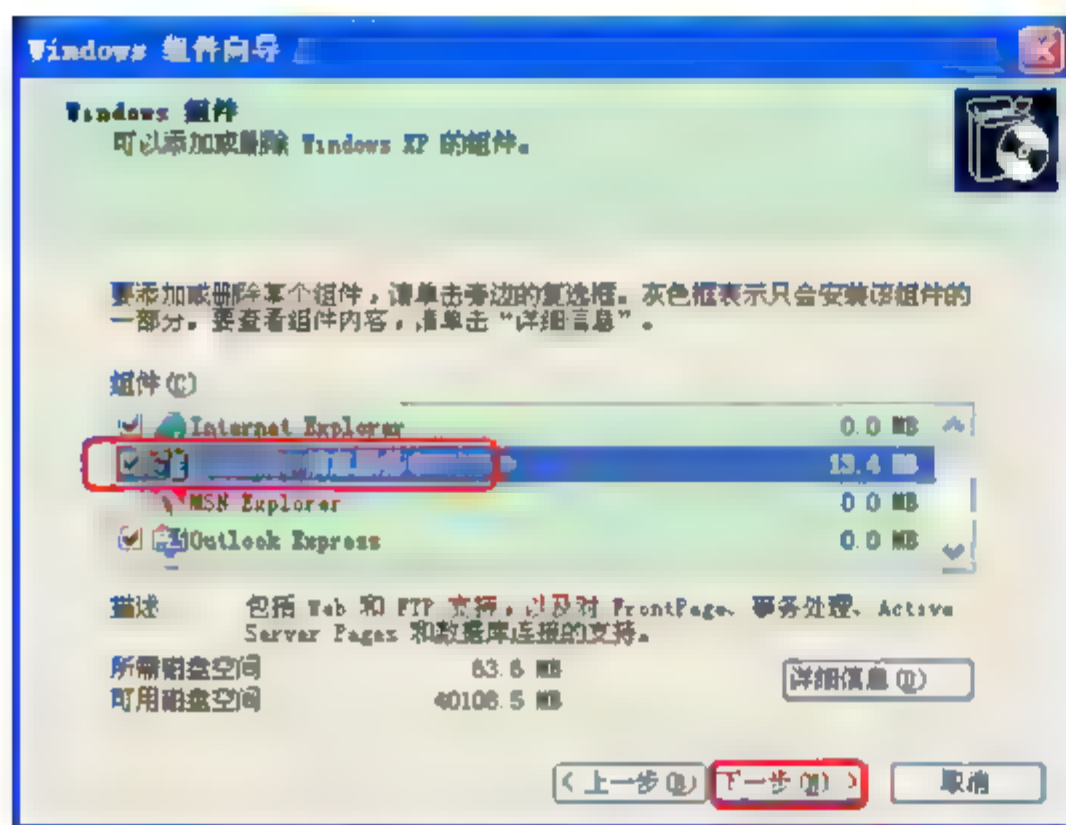 Windows 组件向导
Windows 组件
可以添加或删除 Windows XP 的组件。
要添加或删除某个组件，请单击旁边的复选框。灰色框表示只会安装该组件的
一部分。要查看组件内容，请单击“详细信息”。
组件(C)
Internet Explorer 0.0 MB
13.4 MB
MSN Explorer 0.0 MB
Outlook Express 0.0 MB
描述 包括 Web 和 FTP 支持，以及对 FrontPage、事务处理、Active
Server Pages 和数据库连接的支持。
所需磁盘空间 63.6 MB
可用磁盘空间 40108.5 MB
详细信息(D)
< 上一步(B) 下一步(N) > 取消